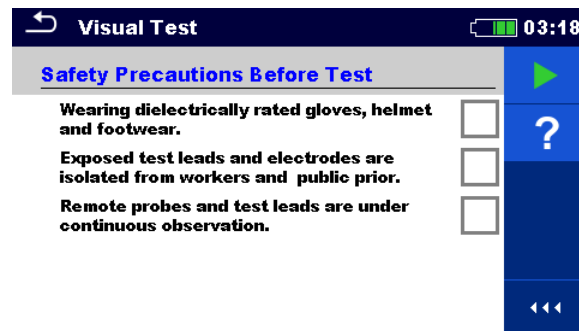 Visual Test
03:18
Safety Precautions Before Test
Wearing dielectrically rated gloves, helmet
and footwear.
Exposed test leads and electrodes are
isolated from workers and  public prior.
Remote probes and test leads are under
continuous observation.
?